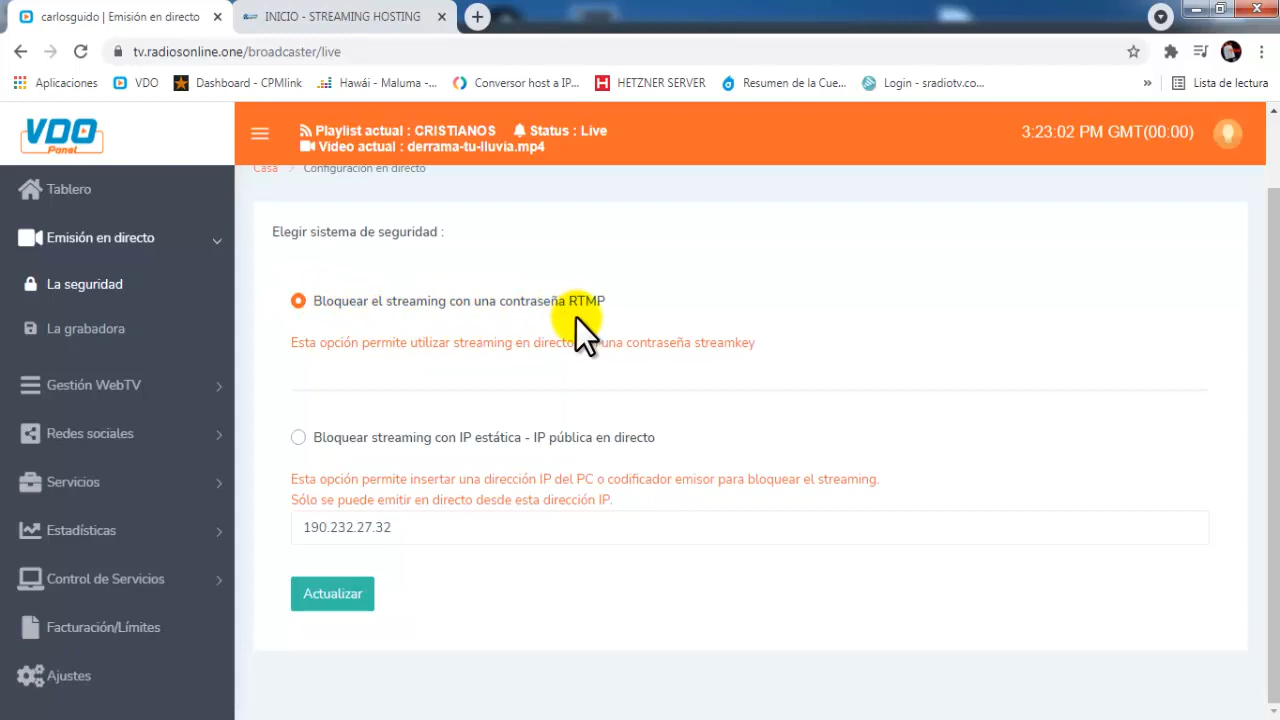 carlosguido | Emisión en directo
INICIO - STREAMING HOSTING
tv.radiosonline.one/broadcaster/live
Aplicaciones
VDO
Dashboard - CPMlink
Hawái - Maluma -...
Conversor host a IP...
HETZNER SERVER
Resumen de la Cue...
Login - sradiotv.co...
»
Lista de lectura
VDO
Panel
Playlist actual : CRISTIANOS
Status : Live
Video actual : derrama-tu-lluvia.mp4
3:23:02 PM GMT(00:00)
Casa > Configuración en directo
Tablero
Emisión en directo
La seguridad
La grabadora
Gestión WebTV
Redes sociales
Servicios
Estadísticas
Control de Servicios
Facturación/Límites
Ajustes
Elegir sistema de seguridad :
Bloquear el streaming con una contraseña RTMP
Esta opción permite utilizar streaming en directo una contraseña streamkey
Bloquear streaming con IP estática - IP pública en directo
Esta opción permite insertar una dirección IP del PC o codificador emisor para bloquear el streaming.
Sólo se puede emitir en directo desde esta dirección IP.
190.232.27.32
Actualizar